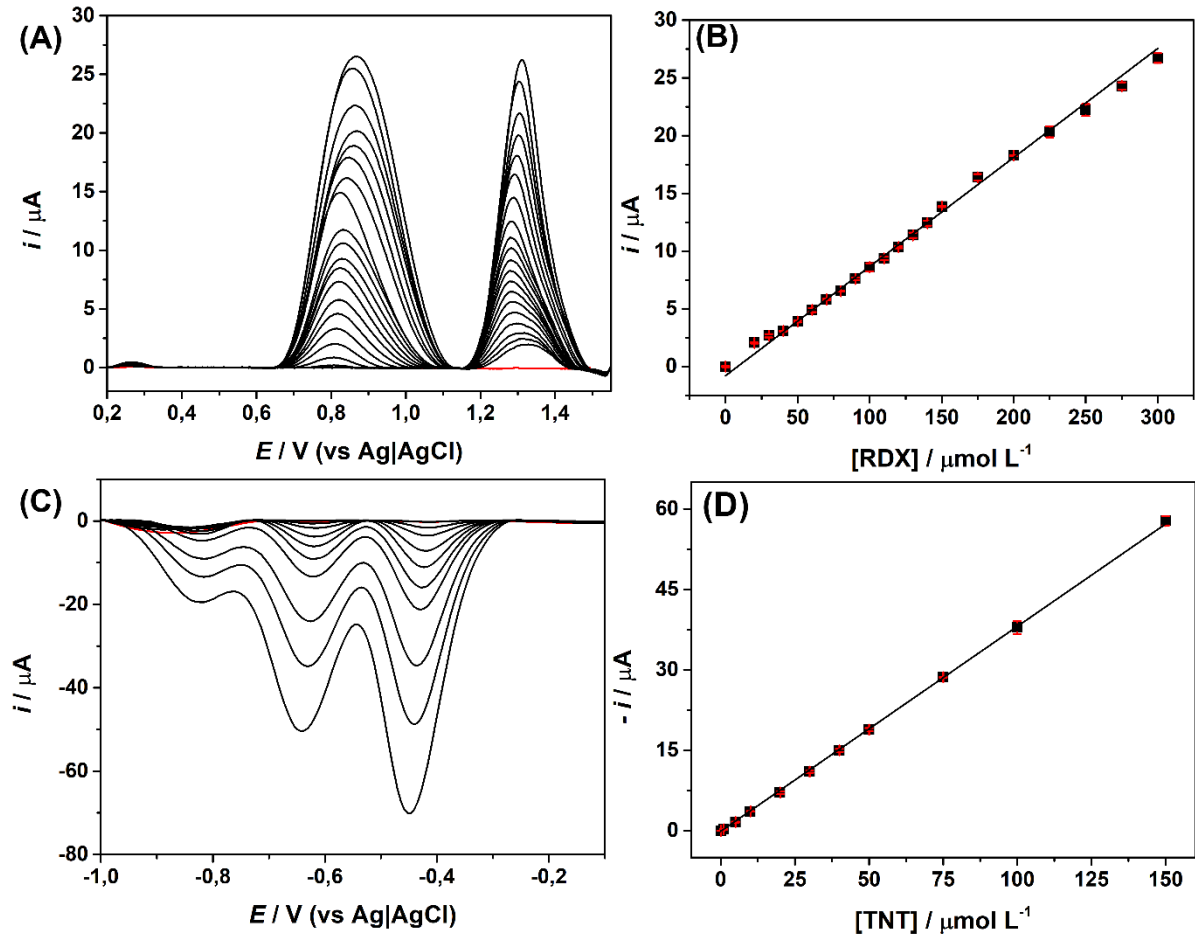 (A)
30
25
20
15
10
5
0
i / μA
0,2 0,4 0,6 0,8 1,0 1,2 1,4
E / V (vs Ag|AgCl)
(B)
30
25
20
15
10
5
0
i / μA
0 50 100 150 200 250 300
[RDX] / μmol L⁻¹
(C)
0
-20
-40
-60
-80
i / μA
-1,0 -0,8 -0,6 -0,4 -0,2
E / V (vs Ag|AgCl)
(D)
60
45
30
15
0
- i / μA
0 25 50 75 100 125 150
[TNT] / μmol L⁻¹